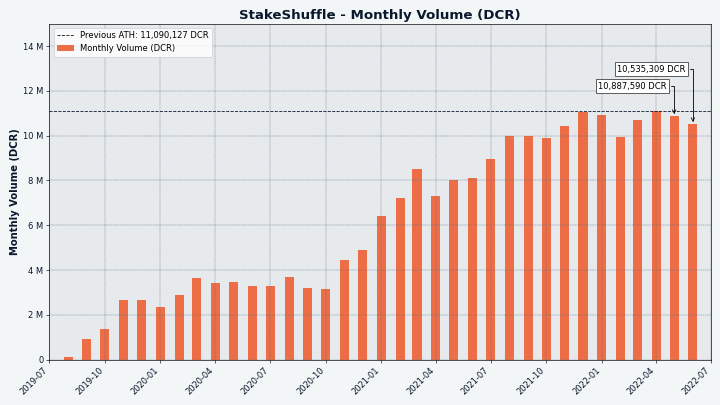 StakeShuffle - Monthly Volume (DCR)
Previous ATH: 11,090,127 DCR
Monthly Volume (DCR)
10,535,309 DCR
10,887,590 DCR
Monthly Volume (DCR)
14 M
12 M
10 M
8 M
6 M
4 M
2 M
0
2019-07
2019-10
2020-01
2020-04
2020-07
2020-10
2021-01
2021-04
2021-07
2021-10
2022-01
2022-04
2022-07